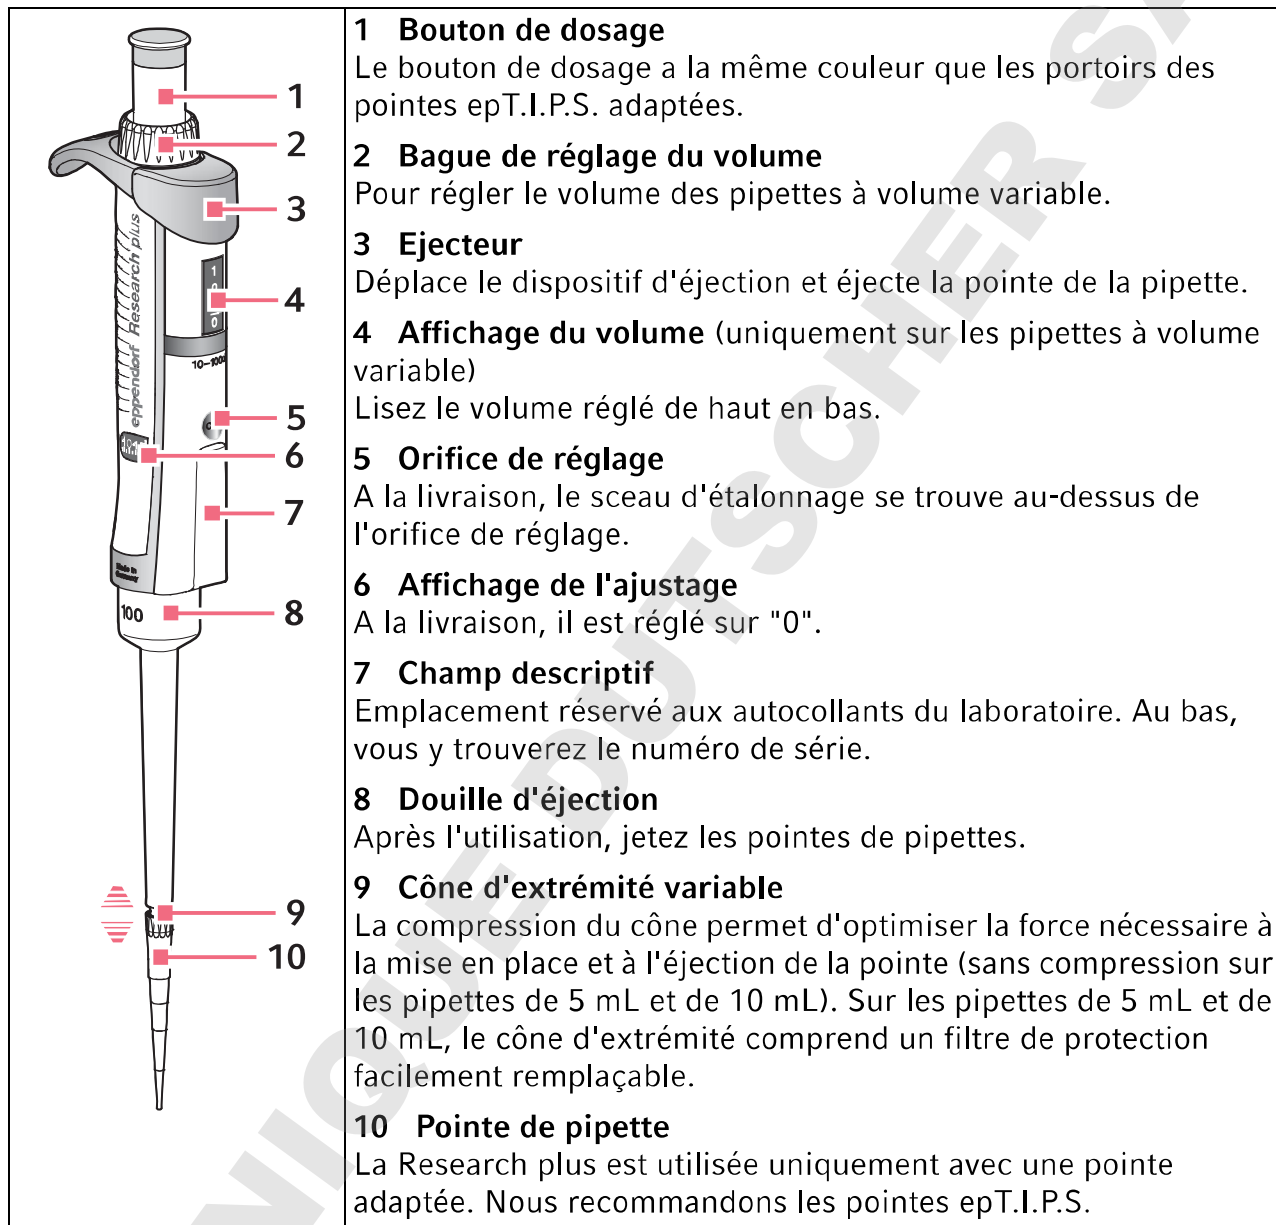 1 Bouton de dosage
Le bouton de dosage a la même couleur que les portoirs des
pointes epT.I.P.S. adaptées.
2 Bague de réglage du volume
Pour régler le volume des pipettes à volume variable.
3 Ejecteur
Déplace le dispositif d'éjection et éjecte la pointe de la pipette.
4 Affichage du volume (uniquement sur les pipettes à volume
variable)
Lisez le volume réglé de haut en bas.
5 Orifice de réglage
A la livraison, le sceau d'étalonnage se trouve au-dessus de
l'orifice de réglage.
6 Affichage de l'ajustage
A la livraison, il est réglé sur "0".
7 Champ descriptif
Emplacement réservé aux autocollants du laboratoire. Au bas,
vous y trouverez le numéro de série.
8 Douille d'éjection
Après l'utilisation, jetez les pointes de pipettes.
9 Cône d'extrémité variable
La compression du cône permet d'optimiser la force nécessaire à
la mise en place et à l'éjection de la pointe (sans compression sur
les pipettes de 5 mL et de 10 mL). Sur les pipettes de 5 mL et de
10 mL, le cône d'extrémité comprend un filtre de protection
facilement remplaçable.
10 Pointe de pipette
La Research plus est utilisée uniquement avec une pointe
adaptée. Nous recommandons les pointes epT.I.P.S.
1
2
3
4
5
6
7
8
9
10
eppendorf Research plus
1
0
Made in
Germany
100
NIQUE DUTSCHER SA